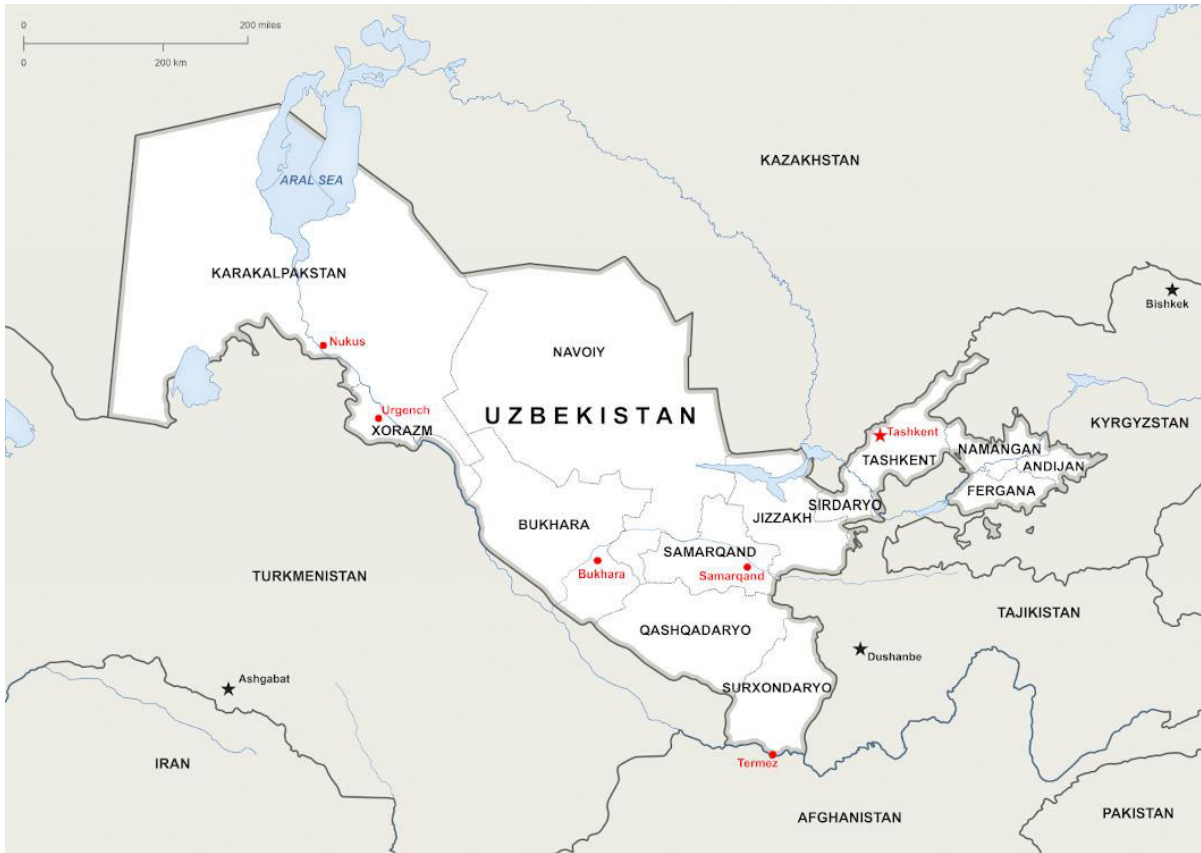 0 200 miles
0 200 km
KAZAKHSTAN
ARAL SEA
KARAKALPAKSTAN
Bishkek
Nukus
NAVOIY
Urgench
XORAZM
UZBEKISTAN
Tashkent
TASHKENT
NAMANGAN
ANDIJAN
FERGANA
KYRGYZSTAN
SIRDARYO
JIZZAKH
BUKHARA
SAMARQAND
Bukhara
Samarqand
TURKMENISTAN
TAJIKISTAN
QASHQADARYO
Dushanbe
Ashgabat
SURXONDARYO
Termez
IRAN
AFGHANISTAN
PAKISTAN